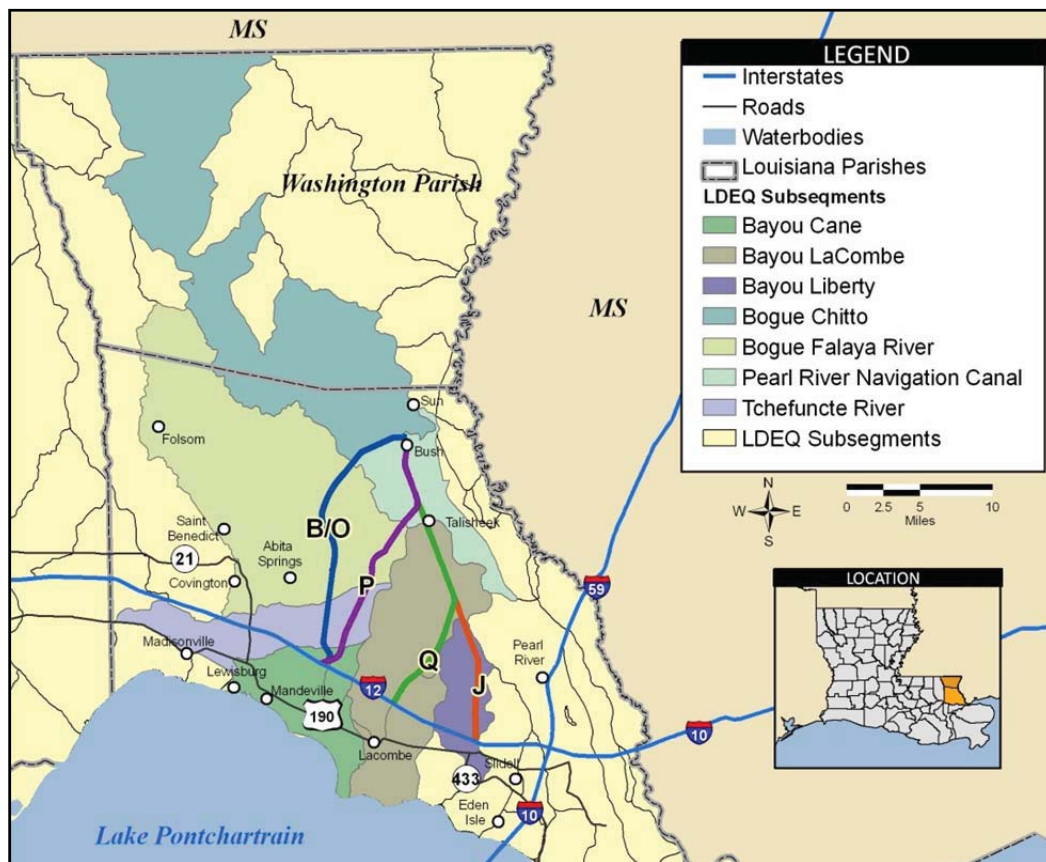 MS
Washington Parish
MS
LEGEND
Interstates
Roads
Waterbodies
Louisiana Parishes
LDEQ Subseqments
Bayou Cane
Bayou LaCombe
Bayou Liberty
Bogue Chitto
Bogue Falaya River
Pearl River Navigation Canal
Tchefuncte River
LDEQ Subsegments
N
W E
S
0 2.5 5 10
Miles
Sun
Folsom
Bush
Talisheek
Saint
Benedict
B/O
Abita
Springs
21
Covington
P
59
Madisonville
Pearl
River
Lewisburg
Q
J
Mandeville
12
190
10
Lacombe
433
Slidell
Eden
Isle
10
Lake Pontchartrain
LOCATION